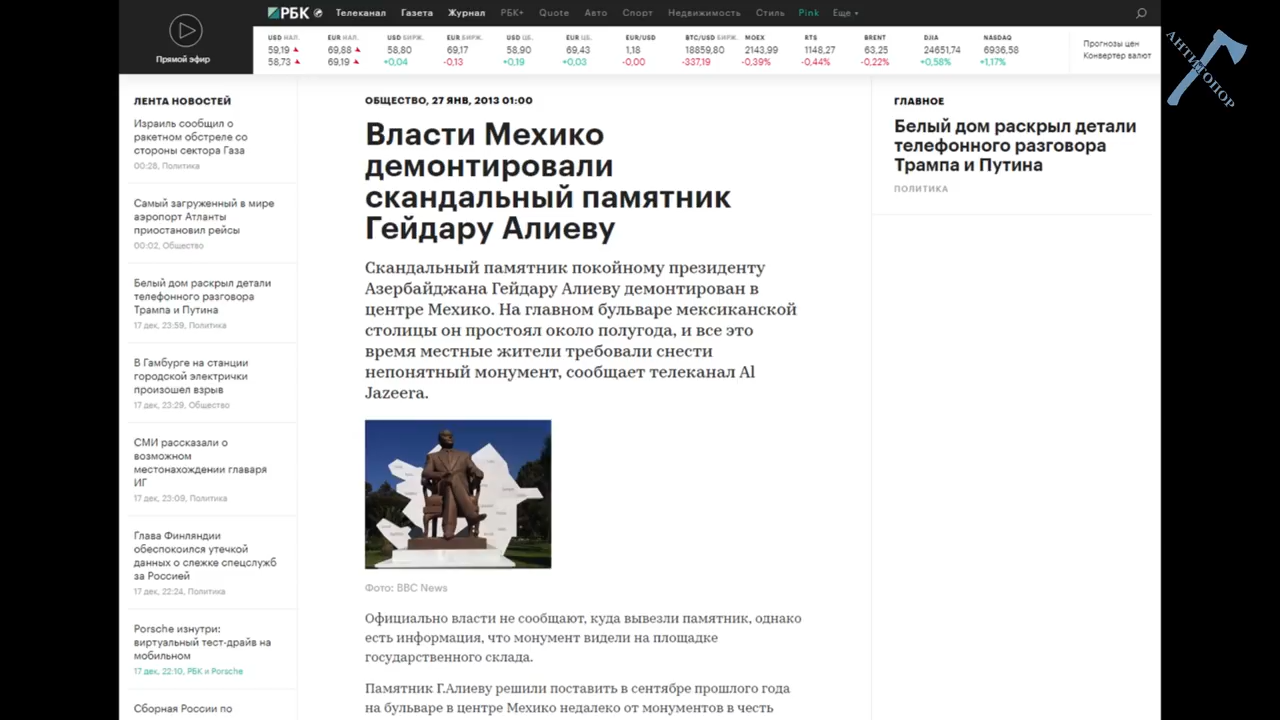 РБК
Телеканал Газета Журнал РБК+ Quote Авто Спорт Недвижимость Стиль Pink Еще
Прямой эфир
USD НАЛ. EUR НАЛ. USD БИРЖ. EUR БИРЖ. USD ЦБ. EUR ЦБ. EUR/USD BTC/USD БИРЖ. MOEX RTS BRENT DJIA NASDAQ
59,19 69,88 58,80 69,17 58,90 69,43 1,18 18859,80 2143,99 1148,27 63,25 24651,74 6936,58
58,73 69,19 +0,04 -0,13 +0,19 +0,03 -0,00 -337,19 -0,39% -0,44% -0,22% +0,58% +1,17%
Прогнозы цен
Конвертер валют
АНТИТОПОР
ЛЕНТА НОВОСТЕЙ
Израиль сообщил о
ракетном обстреле со
стороны сектора Газа
00:28, Политика
Самый загруженный в мире
аэропорт Атланты
приостановил рейсы
00:02, Общество
Белый дом раскрыл детали
телефонного разговора
Трампа и Путина
17 дек, 23:59, Политика
В Гамбурге на станции
городской электрички
произошел взрыв
17 дек, 23:29, Общество
СМИ рассказали о
возможном
местонахождении главаря
ИГ
17 дек, 23:09, Политика
Глава Финляндии
обеспокоился утечкой
данных о слежке спецслужб
за Россией
17 дек, 22:24, Политика
Porsche изнутри:
виртуальный тест-драйв на
мобильном
17 дек, 22:10, РБК и Porsche
Сборная России по
ОБЩЕСТВО, 27 ЯНВ, 2013 01:00
Власти Мехико
демонтировали
скандальный памятник
Гейдару Алиеву
Скандальный памятник покойному президенту
Азербайджана Гейдару Алиеву демонтирован в
центре Мехико. На главном бульваре мексиканской
столицы он простоял около полугода, и все это
время местные жители требовали снести
непонятный монумент, сообщает телеканал Al
Jazeera.
Фото: BBC News
Официально власти не сообщают, куда вывезли памятник, однако
есть информация, что монумент видели на площадке
государственного склада.
Памятник Г.Алиеву решили поставить в сентябре прошлого года
на бульваре в центре Мехико недалеко от монументов в честь
ГЛАВНОЕ
Белый дом раскрыл детали
телефонного разговора
Трампа и Путина
ПОЛИТИКА